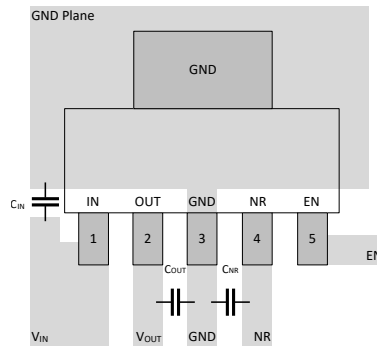 GND Plane
GND
CIN
IN OUT GND NR EN
1 2 3 4 5
EN
COUT CNR
VIN VOUT GND NR